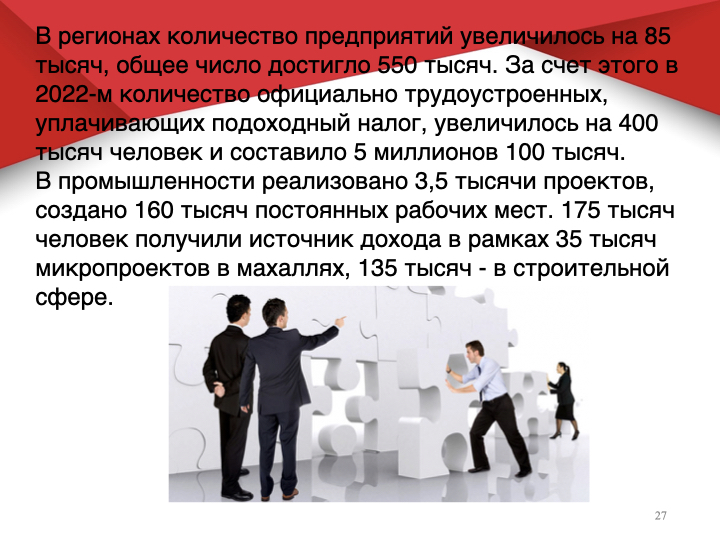 В регионах количество предприятий увеличилось на 85
тысяч, общее число достигло 550 тысяч. За счет этого в
2022-м количество официально трудоустроенных,
уплачивающих подоходный налог, увеличилось на 400
тысяч человек и составило 5 миллионов 100 тысяч.
В промышленности реализовано 3,5 тысячи проектов,
создано 160 тысяч постоянных рабочих мест. 175 тысяч
человек получили источник дохода в рамках 35 тысяч
микропроектов в махаллях, 135 тысяч - в строительной
сфере.
27